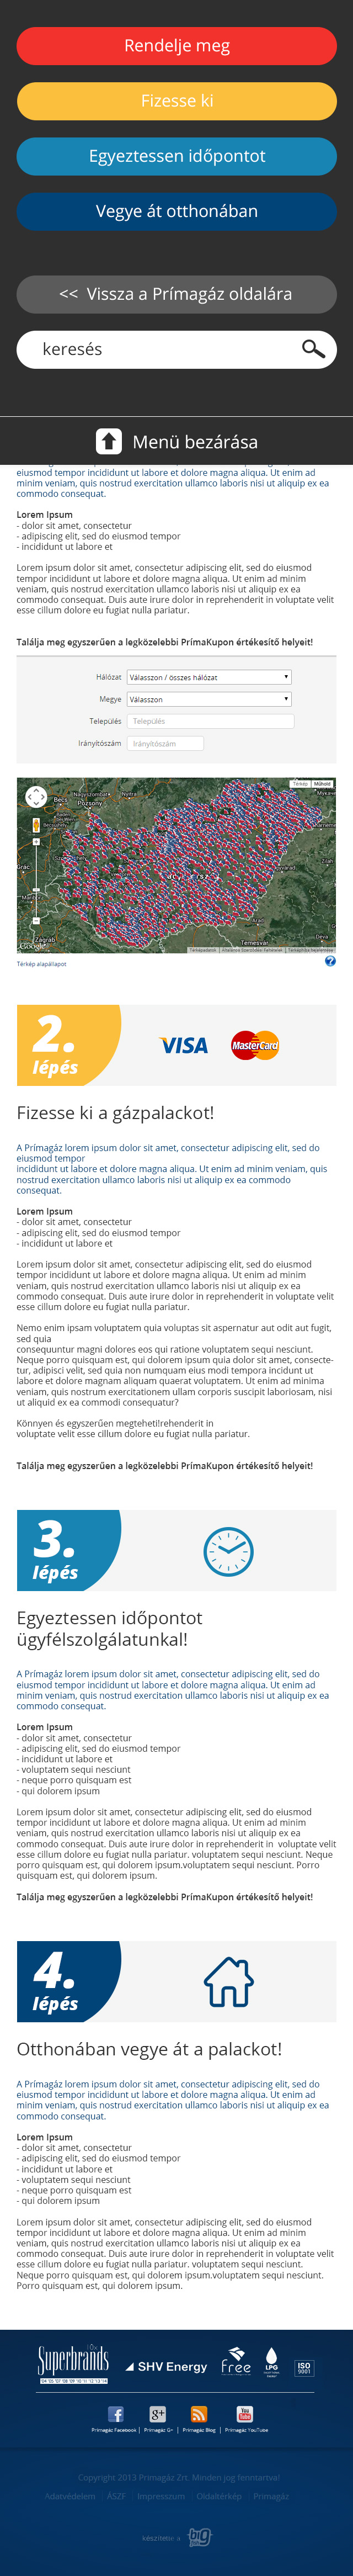 Rendelje meg
Fizesse ki
Egyeztessen időpontot
Vegye át otthonában
<< Vissza a Prímagáz oldalára
keresés
Menü bezárása
eiusmod tempor incididunt ut labore et dolore magna aliqua. Ut enim ad
minim veniam, quis nostrud exercitation ullamco laboris nisi ut aliquip ex ea
commodo consequat.
Lorem Ipsum
- dolor sit amet, consectetur
- adipiscing elit, sed do eiusmod tempor
- incididunt ut labore et
Lorem ipsum dolor sit amet, consectetur adipiscing elit, sed do eiusmod
tempor incididunt ut labore et dolore magna aliqua. Ut enim ad minim
veniam, quis nostrud exercitation ullamco laboris nisi ut aliquip ex ea
commodo consequat. Duis aute irure dolor in reprehenderit in voluptate velit
esse cillum dolore eu fugiat nulla pariatur.
Találja meg egyszerűen a legközelebbi PrímaKupon értékesítő helyeit!
Hálózat Válasszon / összes hálózat
Megye Válasszon
Település Település
Irányítószám Irányítószám
Térkép Műhold
Nagyszombat Nyitra
Bécs
Pozsony
Grác
Zágráb
Arad
Temesvár
Déva
Google
Térkép alapállapot
2.
lépés
VISA
MasterCard
Fizesse ki a gázpalackot!
A Prímagáz lorem ipsum dolor sit amet, consectetur adipiscing elit, sed do
eiusmod tempor
incididunt ut labore et dolore magna aliqua. Ut enim ad minim veniam, quis
nostrud exercitation ullamco laboris nisi ut aliquip ex ea commodo
consequat.
Lorem Ipsum
- dolor sit amet, consectetur
- adipiscing elit, sed do eiusmod tempor
- incididunt ut labore et
Lorem ipsum dolor sit amet, consectetur adipiscing elit, sed do eiusmod
tempor incididunt ut labore et dolore magna aliqua. Ut enim ad minim
veniam, quis nostrud exercitation ullamco laboris nisi ut aliquip ex ea
commodo consequat. Duis aute irure dolor in reprehenderit in voluptate velit
esse cillum dolore eu fugiat nulla pariatur.
Nemo enim ipsam voluptatem quia voluptas sit aspernatur aut odit aut fugit,
sed quia
consequuntur magni dolores eos qui ratione voluptatem sequi nesciunt.
Neque porro quisquam est, qui dolorem ipsum quia dolor sit amet, consecte-
tur, adipisci velit, sed quia non numquam eius modi tempora incidunt ut
labore et dolore magnam aliquam quaerat voluptatem. Ut enim ad minima
veniam, quis nostrum exercitationem ullam corporis suscipit laboriosam, nisi
ut aliquid ex ea commodi consequatur?
Könnyen és egyszerűen megteheti!rehenderit in
voluptate velit esse cillum dolore eu fugiat nulla pariatur.
Találja meg egyszerűen a legközelebbi PrímaKupon értékesítő helyeit!
3.
lépés
Egyeztessen időpontot
ügyfélszolgálatunkal!
A Prímagáz lorem ipsum dolor sit amet, consectetur adipiscing elit, sed do
eiusmod tempor incididunt ut labore et dolore magna aliqua. Ut enim ad
minim veniam, quis nostrud exercitation ullamco laboris nisi ut aliquip ex ea
commodo consequat.
Lorem Ipsum
- dolor sit amet, consectetur
- adipiscing elit, sed do eiusmod tempor
- incididunt ut labore et
- voluptatem sequi nesciunt
- neque porro quisquam est
- qui dolorem ipsum
Lorem ipsum dolor sit amet, consectetur adipiscing elit, sed do eiusmod
tempor incididunt ut labore et dolore magna aliqua. Ut enim ad minim
veniam, quis nostrud exercitation ullamco laboris nisi ut aliquip ex ea
commodo consequat. Duis aute irure dolor in reprehenderit in voluptate velit
esse cillum dolore eu fugiat nulla pariatur. voluptatem sequi nesciunt. Neque
porro quisquam est, qui dolorem ipsum.voluptatem sequi nesciunt. Porro
quisquam est, qui dolorem ipsum.
Találja meg egyszerűen a legközelebbi PrímaKupon értékesítő helyeit!
4.
lépés
Otthonában vegye át a palackot!
A Prímagáz lorem ipsum dolor sit amet, consectetur adipiscing elit, sed do
eiusmod tempor incididunt ut labore et dolore magna aliqua. Ut enim ad
minim veniam, quis nostrud exercitation ullamco laboris nisi ut aliquip ex ea
commodo consequat.
Lorem Ipsum
- dolor sit amet, consectetur
- adipiscing elit, sed do eiusmod tempor
- incididunt ut labore et
- voluptatem sequi nesciunt
- neque porro quisquam est
- qui dolorem ipsum
Lorem ipsum dolor sit amet, consectetur adipiscing elit, sed do eiusmod
tempor incididunt ut labore et dolore magna aliqua. Ut enim ad minim
veniam, quis nostrud exercitation ullamco laboris nisi ut aliquip ex ea
commodo consequat. Duis aute irure dolor in reprehenderit in voluptate velit
esse cillum dolore eu fugiat nulla pariatur. voluptatem sequi nesciunt.
Neque porro quisquam est, qui dolorem ipsum.voluptatem sequi nesciunt.
Porro quisquam est, qui dolorem ipsum.
Superbrands
SHV Energy
free
LPG
ISO
9001
Prímagáz Facebook | Prímagáz G+ | Prímagáz Blog | Prímagáz YouTube
Copyright 2013 Prímagáz Zrt. Minden jog fenntartva!
Adatvédelem ÁSZF Impresszum Oldaltérkép Prímagáz
készítette: a